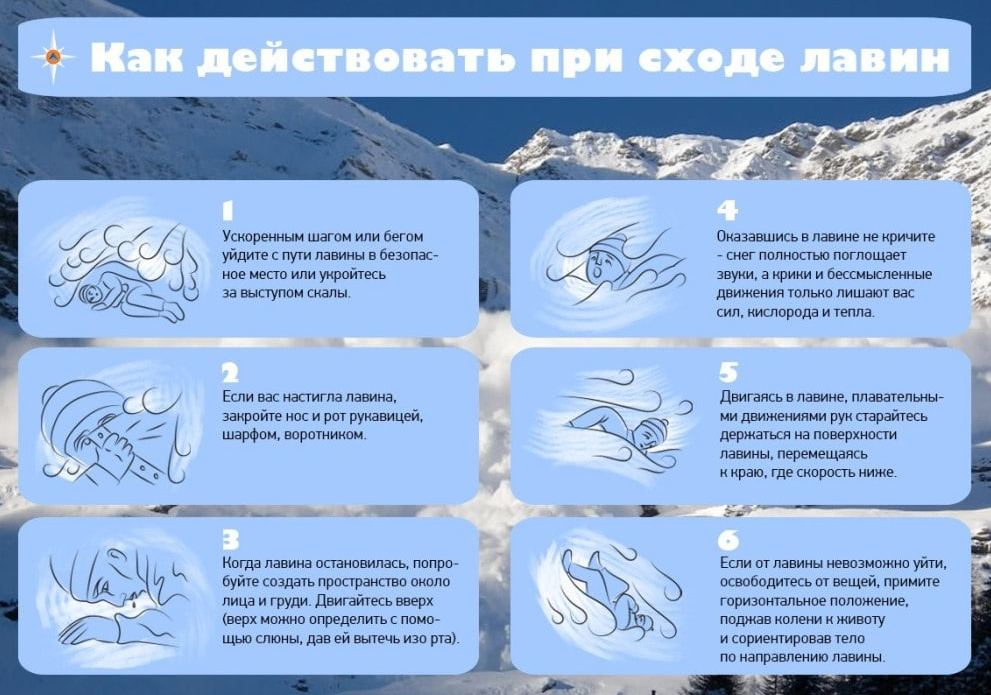 Как действовать при сходе лавин
1
Ускоренным шагом или бегом
уйдите с пути лавины в безопас-
ное место или укройтесь
за выступом скалы.
2
Если вас настигла лавина,
закройте нос и рот рукавицей,
шарфом, воротником.
3
Когда лавина остановилась, попро-
буйте создать пространство около
лица и груди. Двигайтесь вверх
(верх можно определить с помо-
щью слюны, дав ей вытечь изо рта).
4
Оказавшись в лавине не кричите
- снег полностью поглощает
звуки, а крики и бессмысленные
движения только лишают вас
сил, кислорода и тепла.
5
Двигаясь в лавине, плавательны-
ми движениями рук старайтесь
держаться на поверхности
лавины, перемещаясь
к краю, где скорость ниже.
6
Если от лавины невозможно уйти,
освободитесь от вещей, примите
горизонтальное положение,
поджав колени к животу
и сориентировав тело
по направлению лавины.